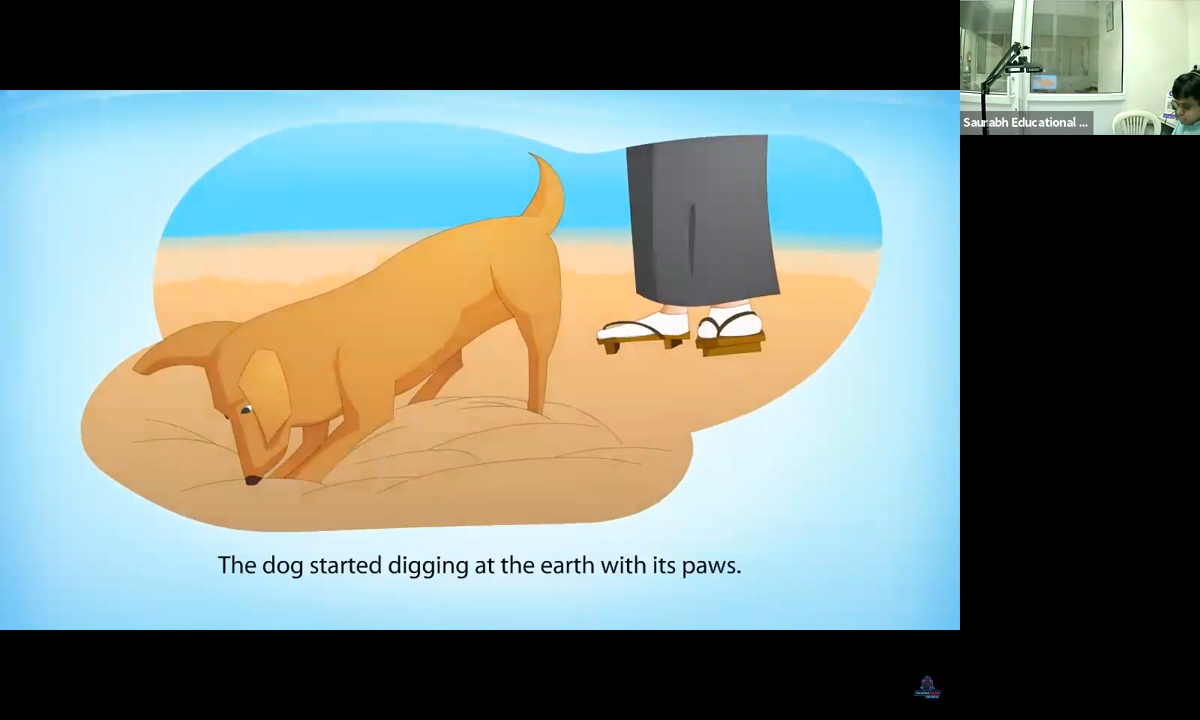 Saurabh Educational ...
The dog started digging at the earth with its paws.